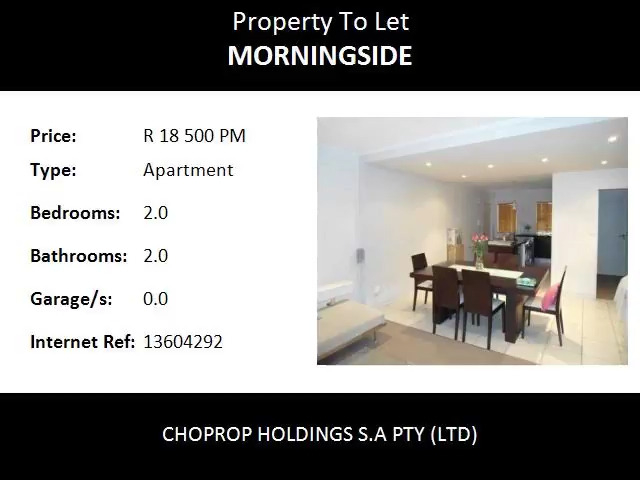 Property To Let
MORNINGSIDE
Price: R 18 500 PM
Type: Apartment
Bedrooms: 2.0
Bathrooms: 2.0
Garage/s: 0.0
Internet Ref: 13604292
CHOPROP HOLDINGS S.A PTY (LTD)